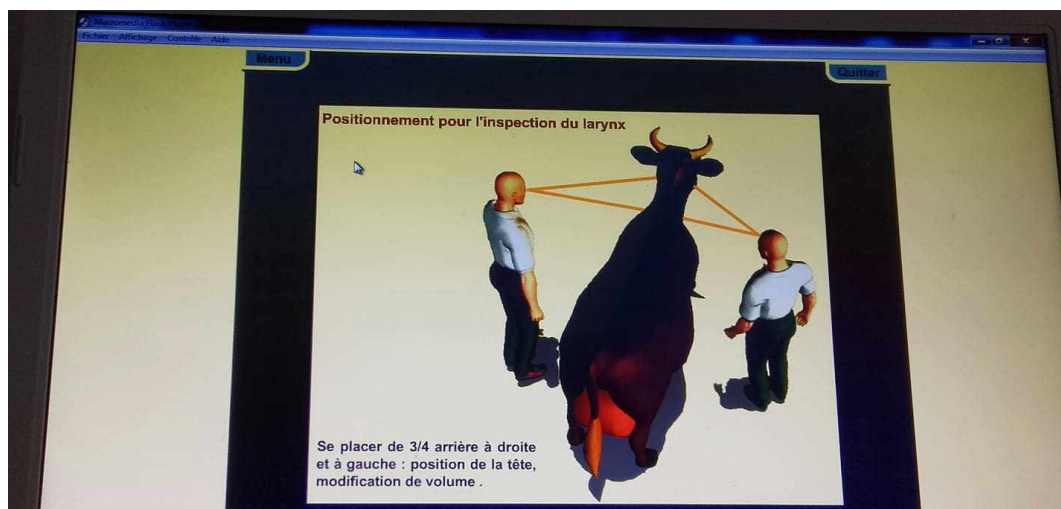 Macromedia Flash
Fichier Affichage Contrôle Aide
Menu
Quitter
Positionnement pour l'inspection du larynx
Se placer de 3/4 arrière à droite
et à gauche : position de la tête,
modification de volume .